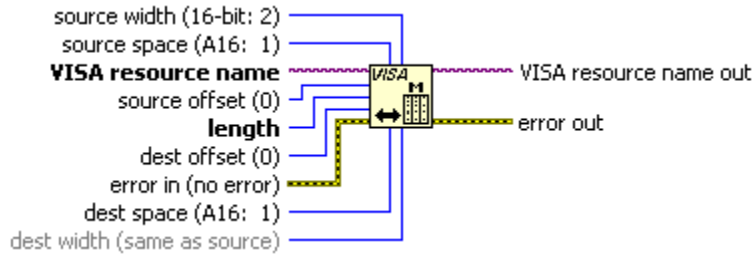 source width (16-bit: 2)
source space (A16: 1)
VISA resource name
VISA
M
VISA resource name out
source offset (0)
length
error out
dest offset (0)
error in (no error)
dest space (A16: 1)
dest width (same as source)